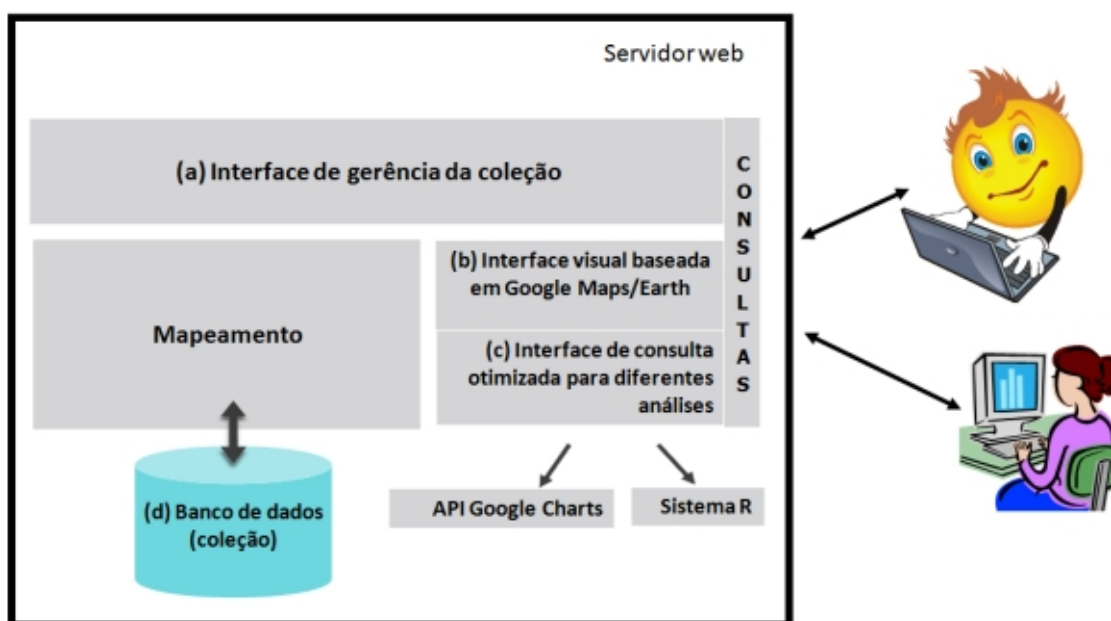 Servidor web
(a) Interface de gerência da coleção
CONSULTAS
Mapeamento
(b) Interface visual baseada
em Google Maps/Earth
(c) Interface de consulta
otimizada para diferentes
análises
(d) Banco de dados
(coleção)
API Google Charts
Sistema R